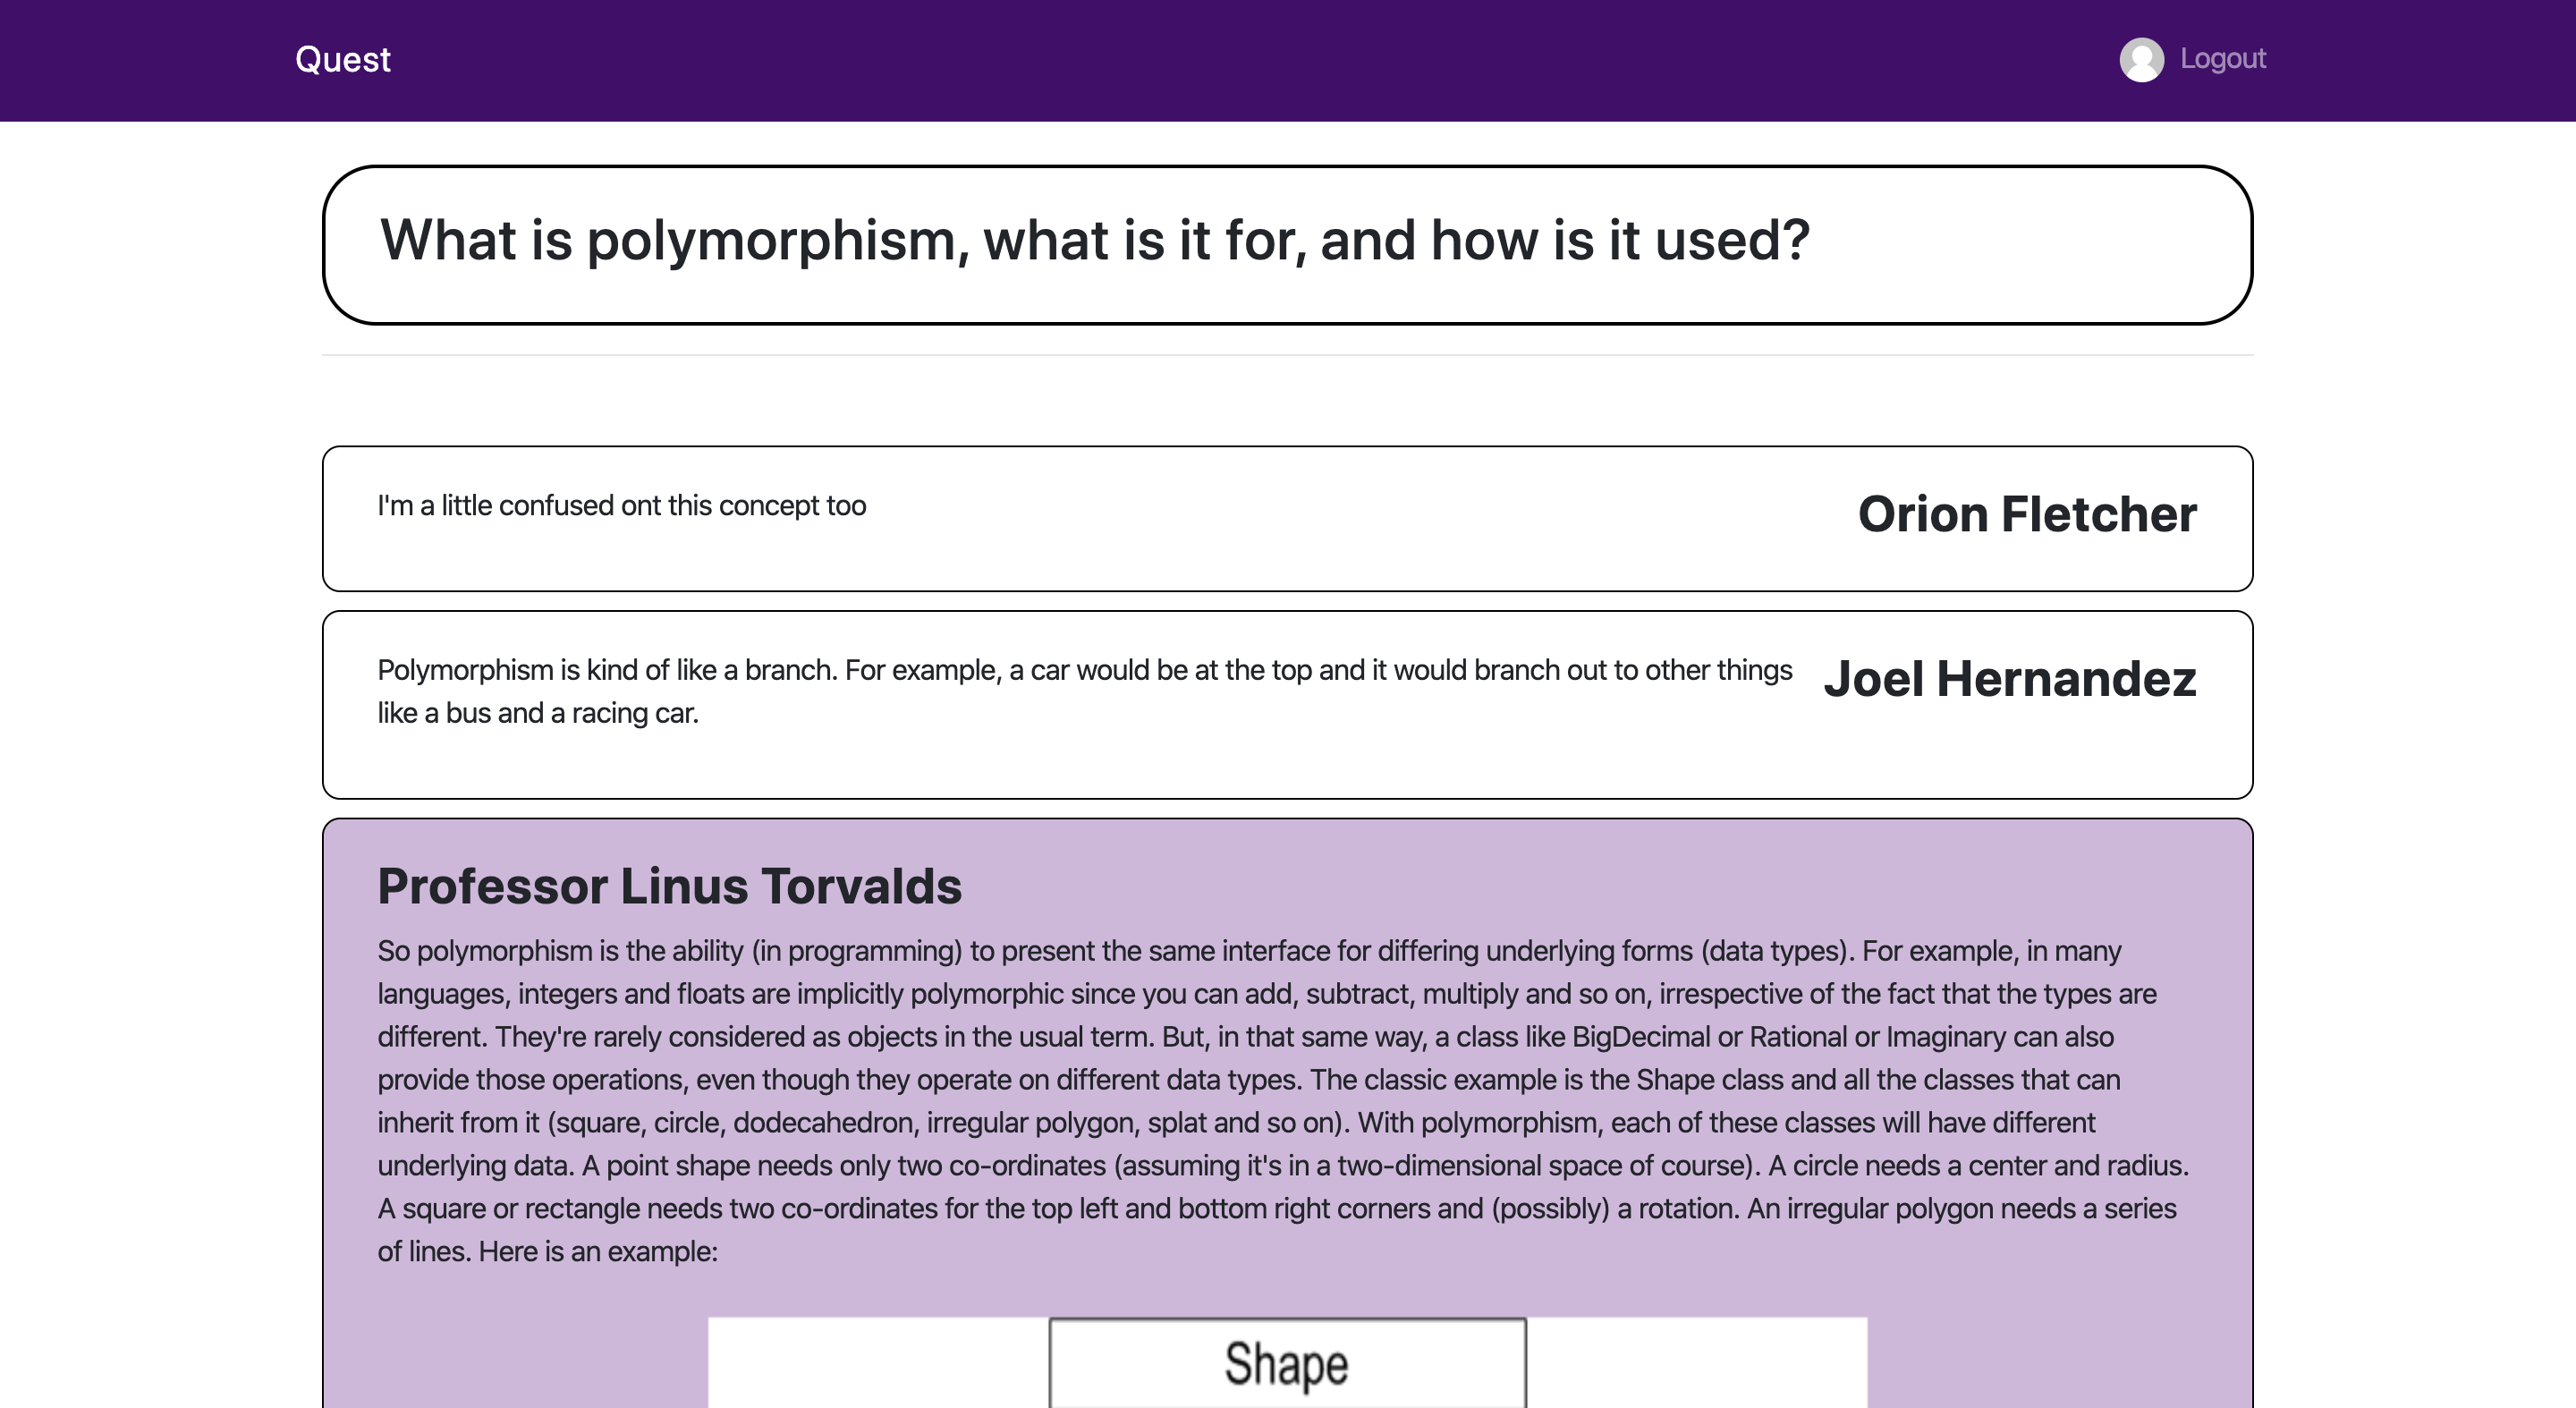 Quest
Logout
What is polymorphism, what is it for, and how is it used?
I'm a little confused ont this concept too
Orion Fletcher
Polymorphism is kind of like a branch. For example, a car would be at the top and it would branch out to other things
like a bus and a racing car.
Joel Hernandez
Professor Linus Torvalds
So polymorphism is the ability (in programming) to present the same interface for differing underlying forms (data types). For example, in many
languages, integers and floats are implicitly polymorphic since you can add, subtract, multiply and so on, irrespective of the fact that the types are
different. They're rarely considered as objects in the usual term. But, in that same way, a class like BigDecimal or Rational or Imaginary can also
provide those operations, even though they operate on different data types. The classic example is the Shape class and all the classes that can
inherit from it (square, circle, dodecahedron, irregular polygon, splat and so on). With polymorphism, each of these classes will have different
underlying data. A point shape needs only two co-ordinates (assuming it's in a two-dimensional space of course). A circle needs a center and radius.
A square or rectangle needs two co-ordinates for the top left and bottom right corners and (possibly) a rotation. An irregular polygon needs a series
of lines. Here is an example:
Shape